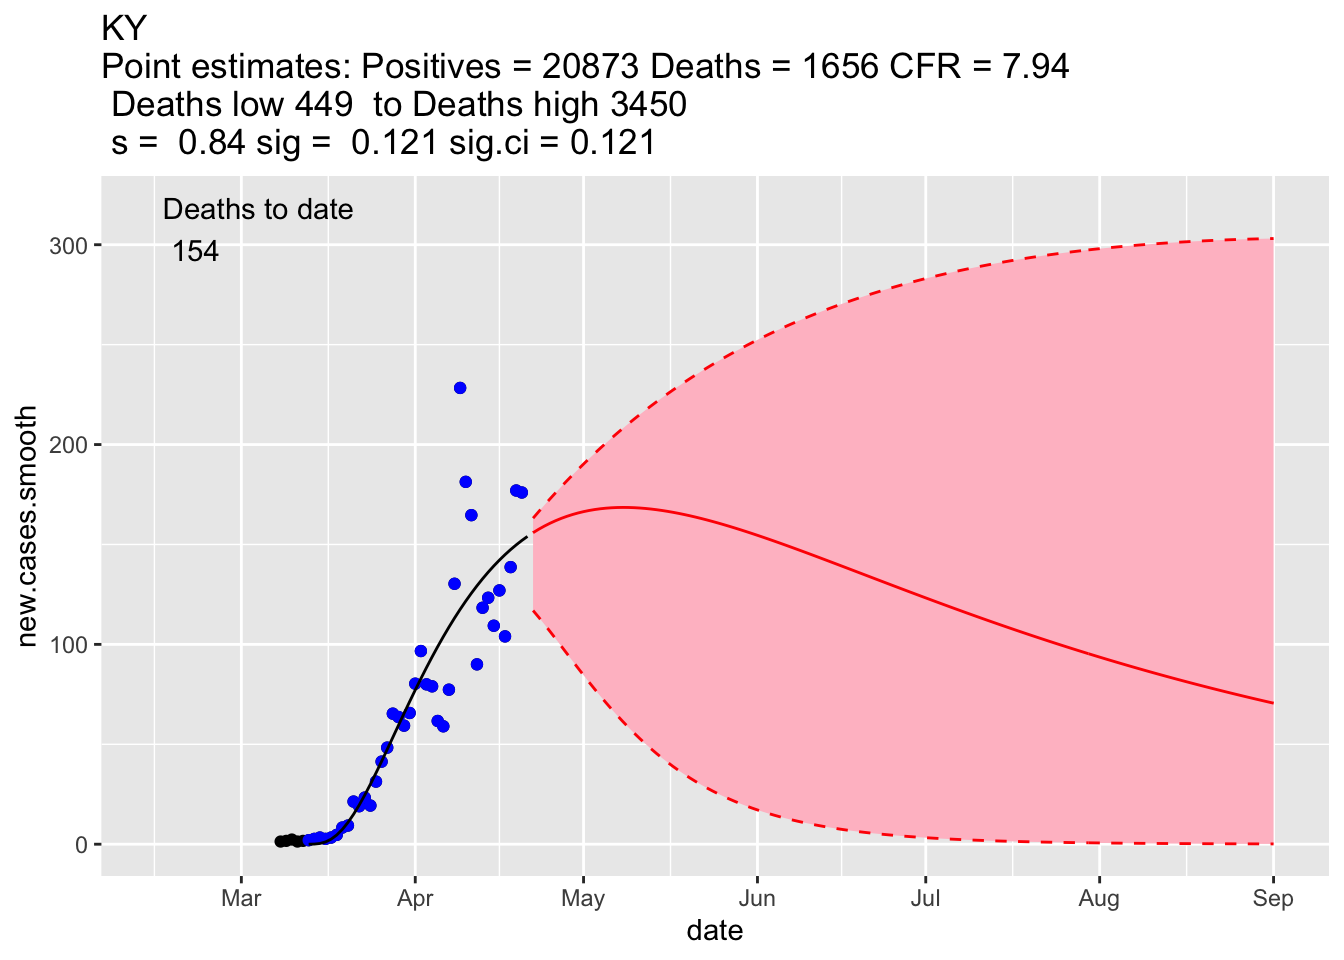 KY
Point estimates: Positives = 20873 Deaths = 1656 CFR = 7.94
Deaths low 449  to Deaths high 3450
s =  0.84 sig =  0.121 sig.ci = 0.121
Deaths to date
154
300
200
100
0
new.cases.smooth
Mar Apr May Jun Jul Aug Sep
date